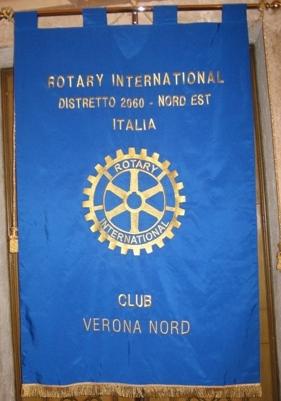 ROTARY INTERNATIONAL
DISTRETTO 2060 - NORD EST
ITALIA
ROTARY
INTERNATIONAL
CLUB
VERONA NORD